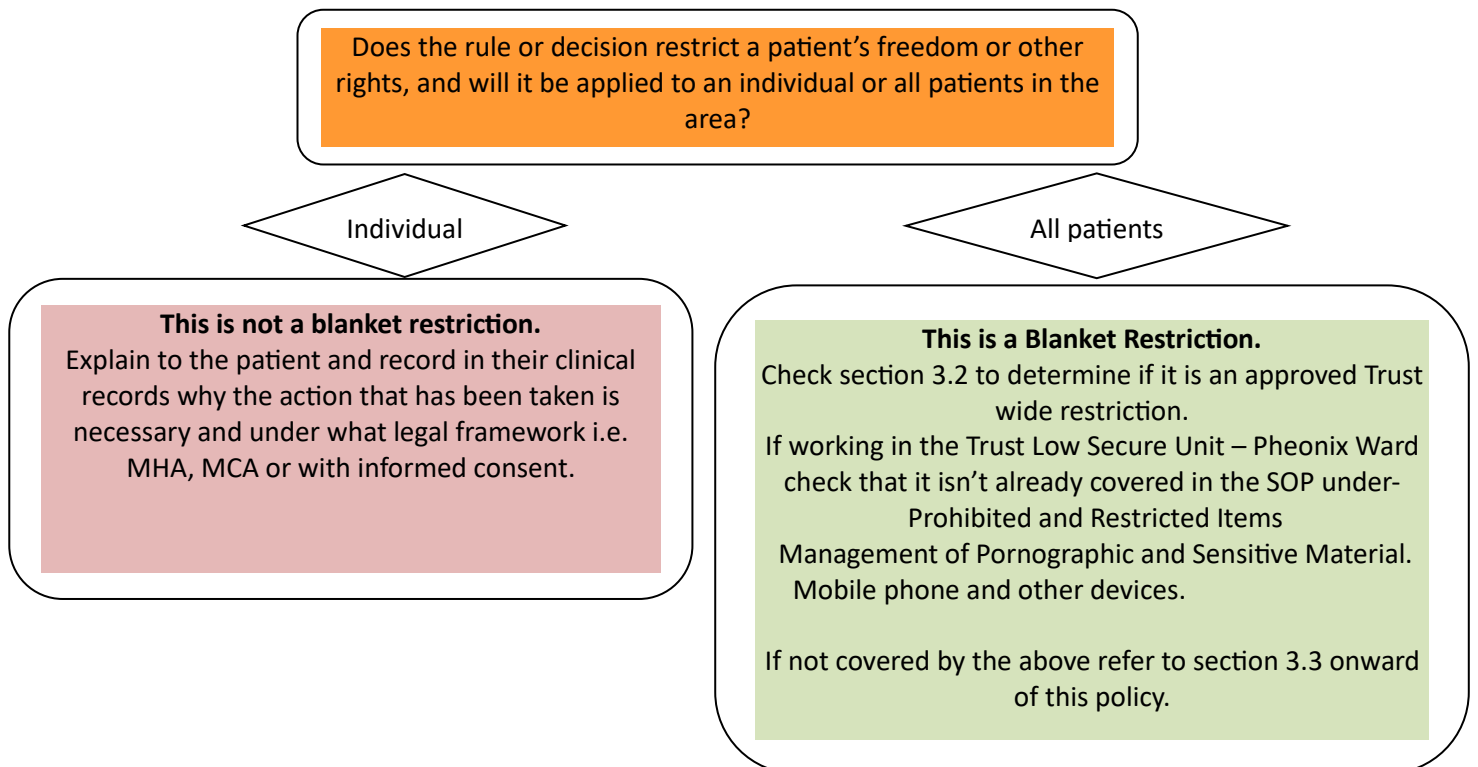 Does the rule or decision restrict a patient’s freedom or other
rights, and will it be applied to an individual or all patients in the
area?
Individual
All patients
This is not a blanket restriction.
Explain to the patient and record in their clinical
records why the action that has been taken is
necessary and under what legal framework i.e.
MHA, MCA or with informed consent.
This is a Blanket Restriction.
Check section 3.2 to determine if it is an approved Trust
wide restriction.
If working in the Trust Low Secure Unit – Pheonix Ward
check that it isn’t already covered in the SOP under-
Prohibited and Restricted Items
Management of Pornographic and Sensitive Material.
Mobile phone and other devices.
If not covered by the above refer to section 3.3 onward
of this policy.